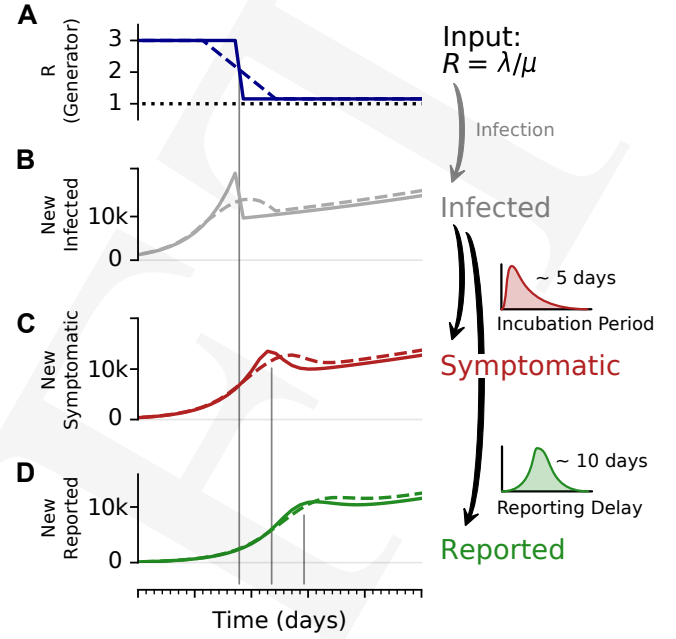 A
3
2
1
R
(Generator)
Input:
R = λ/μ
Infection
B
10k
0
New
Infected
Infected
~ 5 days
Incubation Period
C
10k
0
New
Symptomatic
Symptomatic
D
10k
0
New
Reported
~ 10 days
Reporting Delay
Reported
Time (days)